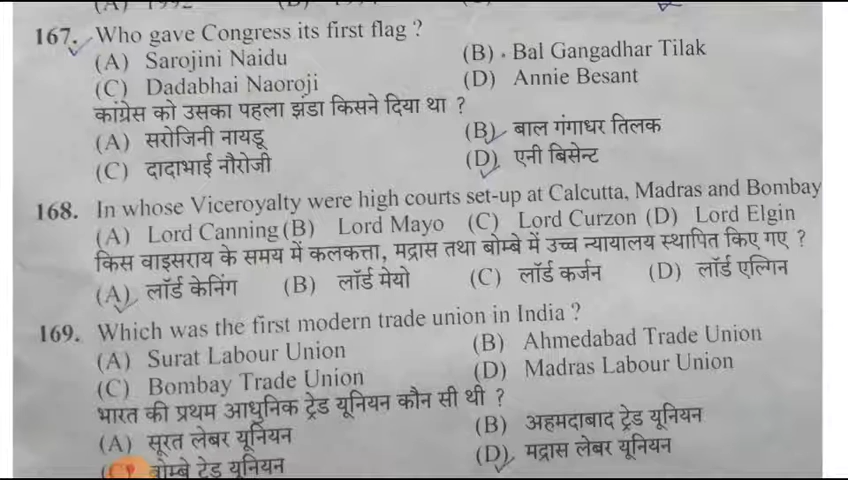 167. Who gave Congress its first flag ?
(A) Sarojini Naidu (B) Bal Gangadhar Tilak
(C) Dadabhai Naoroji (D) Annie Besant
कांग्रेस को उसका पहला झंडा किसने दिया था ?
(A) सरोजिनी नायडू (B) बाल गंगाधर तिलक
(C) दादाभाई नौरोजी (D) एनी बिसेन्ट
168. In whose Viceroyalty were high courts set-up at Calcutta, Madras and Bombay
(A) Lord Canning (B) Lord Mayo (C) Lord Curzon (D) Lord Elgin
किस वाइसराय के समय में कलकत्ता, मद्रास तथा बोम्बे में उच्च न्यायालय स्थापित किए गए ?
(A) लॉर्ड केनिंग (B) लॉर्ड मेयो (C) लॉर्ड कर्जन (D) लॉर्ड एल्गिन
169. Which was the first modern trade union in India ?
(A) Surat Labour Union (B) Ahmedabad Trade Union
(C) Bombay Trade Union (D) Madras Labour Union
भारत की प्रथम आधुनिक ट्रेड यूनियन कौन सी थी ?
(A) सूरत लेबर यूनियन (B) अहमदाबाद ट्रेड यूनियन
(C) बोम्बे ट्रेड यूनियन (D) मद्रास लेबर यूनियन